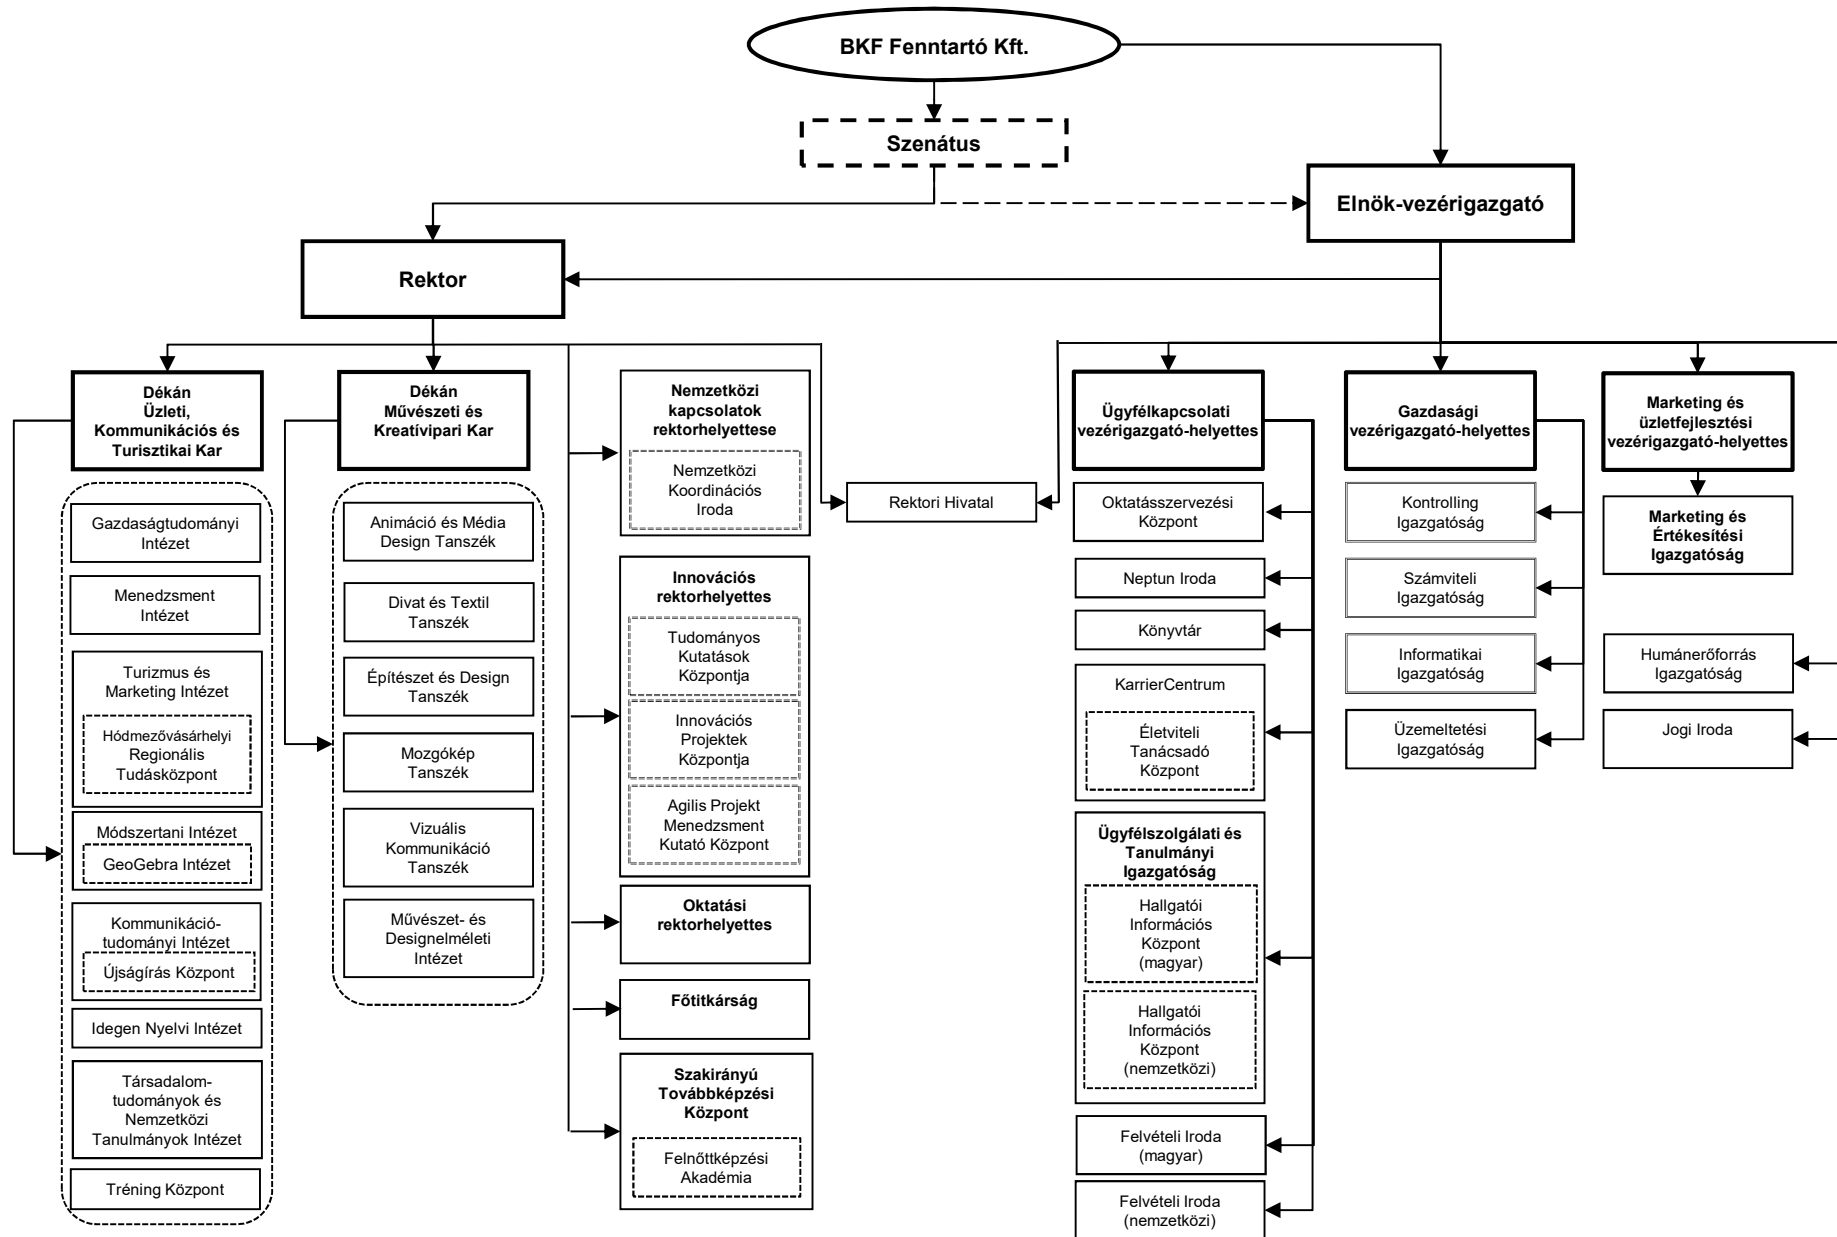 BKF Fenntartó Kft.
Szenátus
Elnök-vezérigazgató
Rektor
Dékán
Üzleti,
Kommunikációs és
Turisztikai Kar
Gazdaságtudományi
Intézet
Menedzsment
Intézet
Turizmus és
Marketing Intézet
Hódmezővásárhelyi
Regionális
Tudásközpont
Módszertani Intézet
GeoGebra Intézet
Kommunikáció-
tudományi Intézet
Újságírás Központ
Idegen Nyelvi Intézet
Társadalom-
tudományok és
Nemzetközi
Tanulmányok Intézet
Tréning Központ
Dékán
Művészeti és
Kreatívipari Kar
Animáció és Média
Design Tanszék
Divat és Textil
Tanszék
Építészet és Design
Tanszék
Mozgókép
Tanszék
Vizuális
Kommunikáció
Tanszék
Művészet- és
Designelméleti
Intézet
Nemzetközi
kapcsolatok
rektorhelyettese
Nemzetközi
Koordinációs
Iroda
Innovációs
rektorhelyettes
Tudományos
Kutatások
Központja
Innovációs
Projektek
Központja
Agilis Projekt
Menedzsment
Kutató Központ
Oktatási
rektorhelyettes
Főtitkárság
Szakirányú
Továbbképzési
Központ
Felnőttképzési
Akadémia
Rektori Hivatal
Ügyfélkapcsolati
vezérigazgató-helyettes
Oktatásszervezési
Központ
Neptun Iroda
Könyvtár
KarrierCentrum
Életviteli
Tanácsadó
Központ
Ügyfélszolgálati és
Tanulmányi
Igazgatóság
Hallgatói
Információs
Központ
(magyar)
Hallgatói
Információs
Központ
(nemzetközi)
Felvételi Iroda
(magyar)
Felvételi Iroda
(nemzetközi)
Gazdasági
vezérigazgató-helyettes
Kontrolling
Igazgatóság
Számviteli
Igazgatóság
Informatikai
Igazgatóság
Üzemeltetési
Igazgatóság
Marketing és
üzletfejlesztési
vezérigazgató-helyettes
Marketing és
Értékesítési
Igazgatóság
Humánerőforrás
Igazgatóság
Jogi Iroda